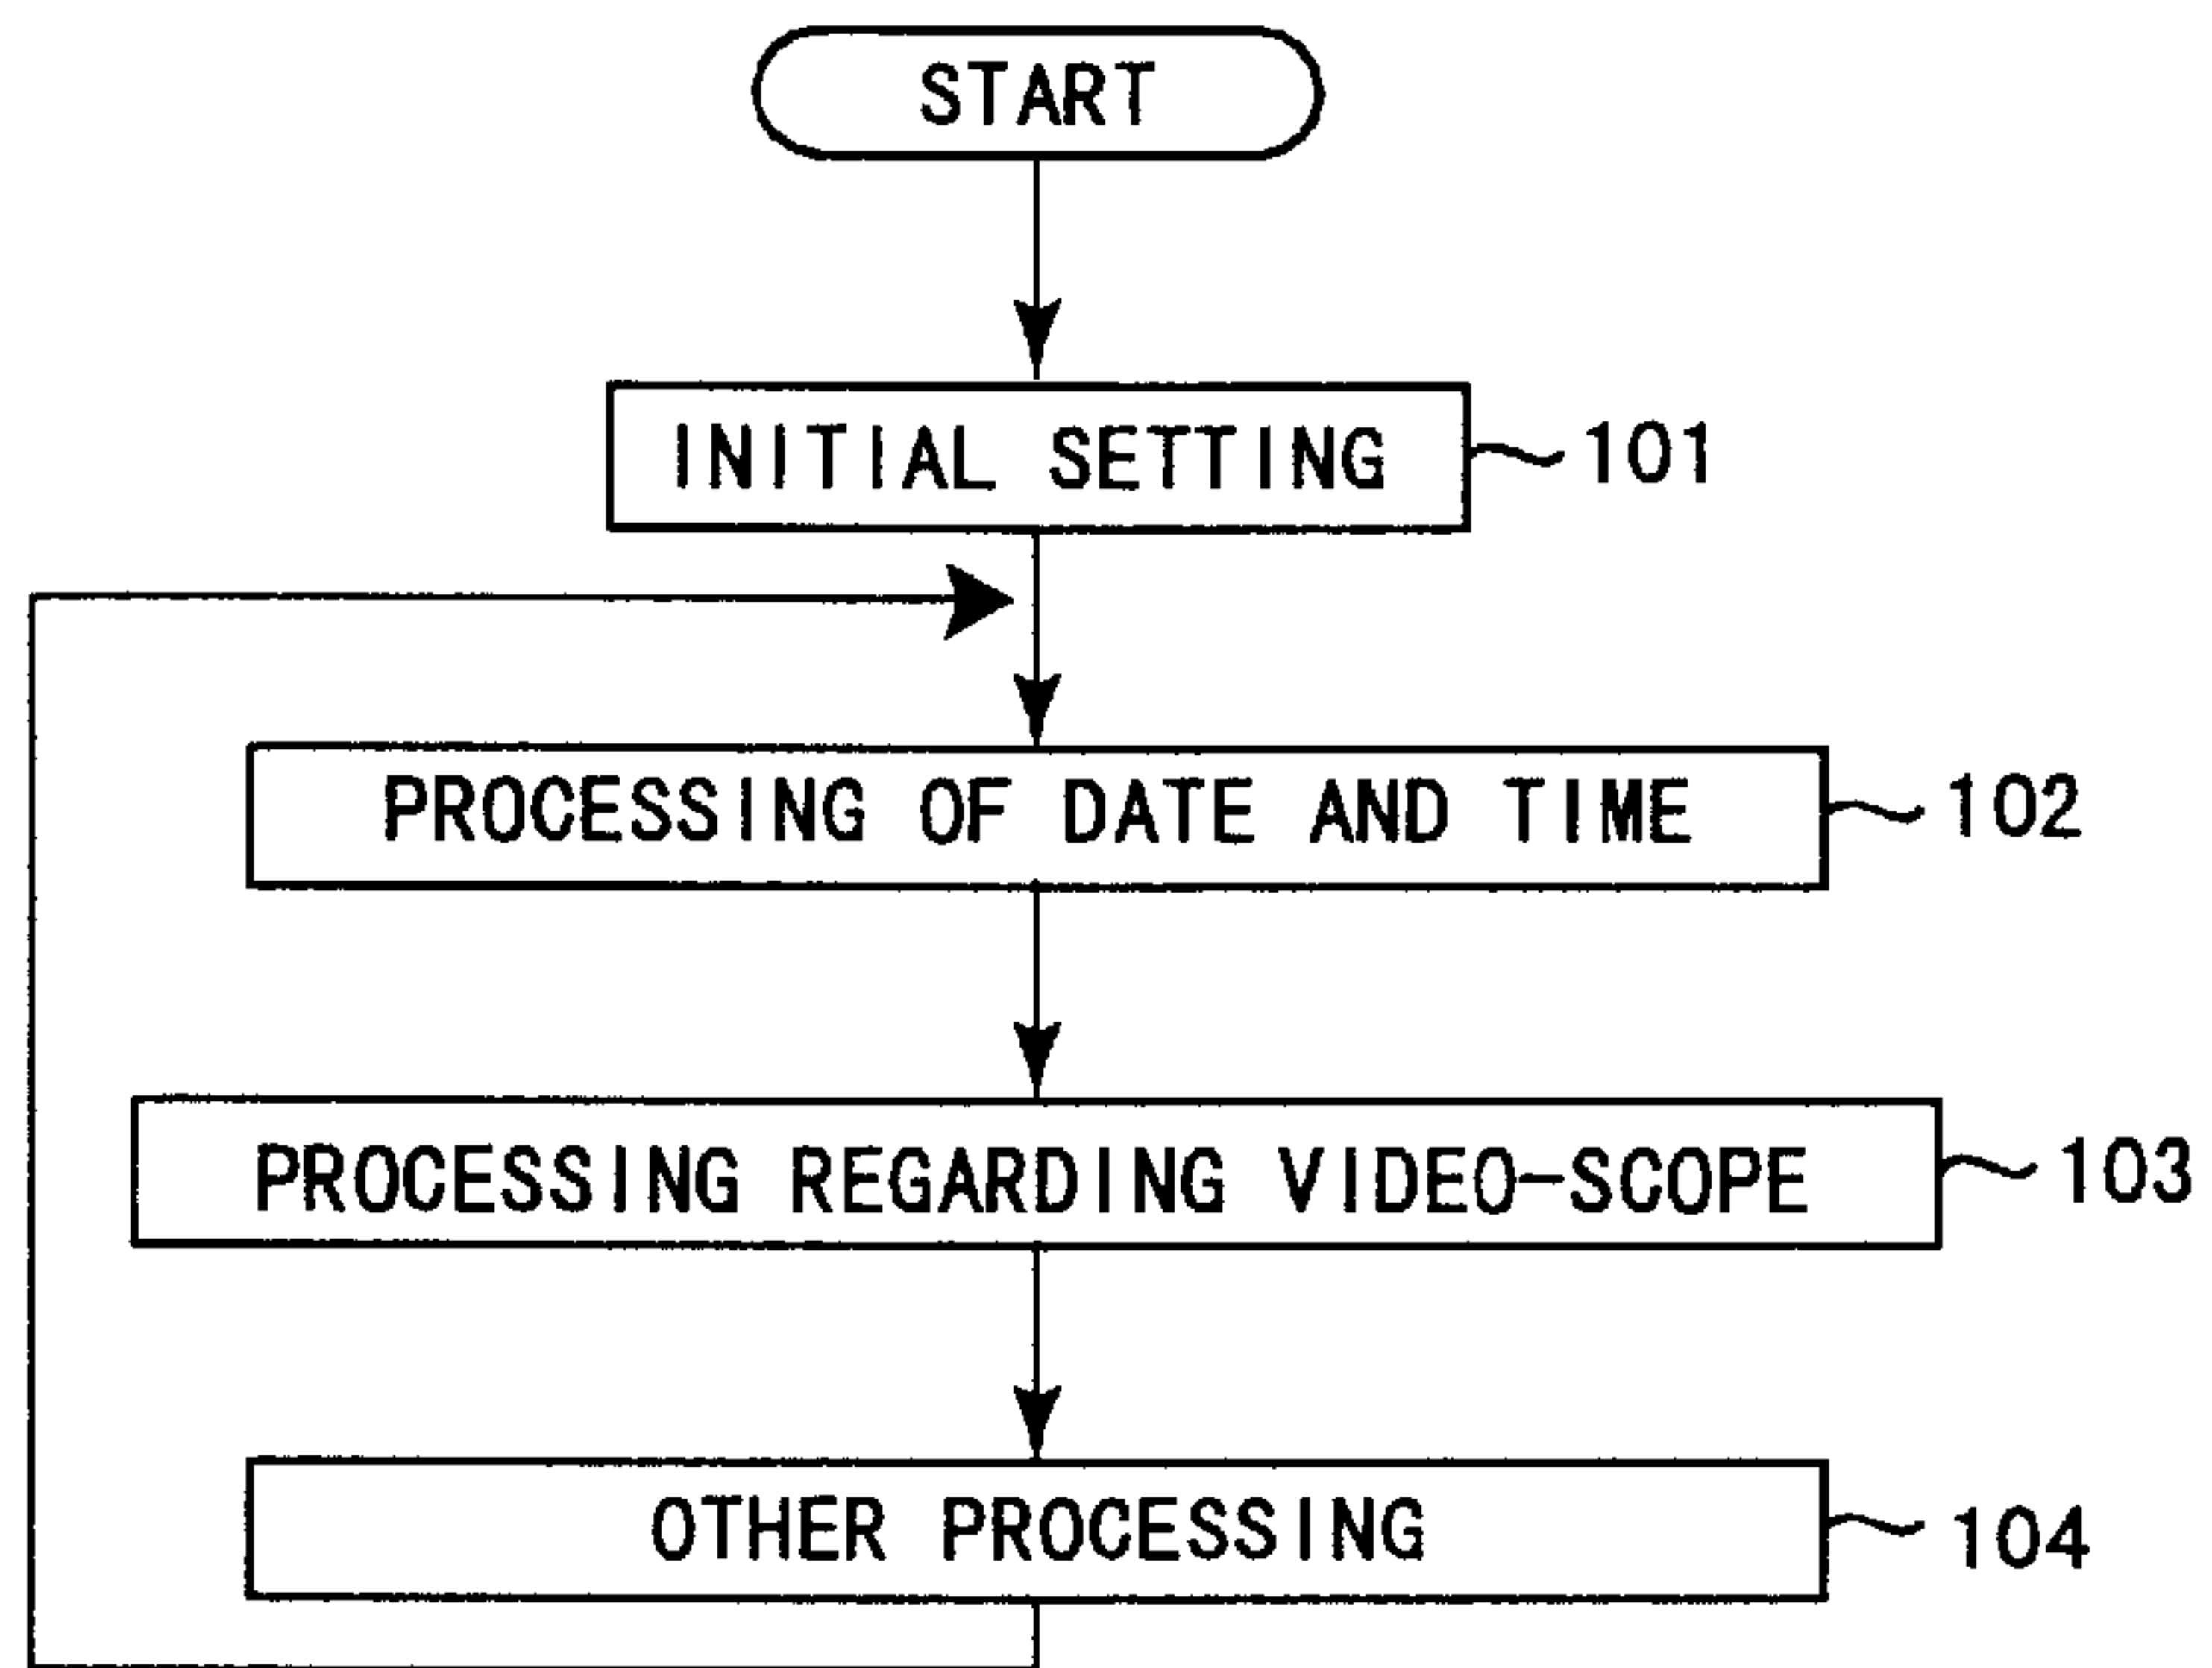 START
INITIAL SETTING 101
PROCESSING OF DATE AND TIME 102
PROCESSING REGARDING VIDEO-SCOPE 103
OTHER PROCESSING 104